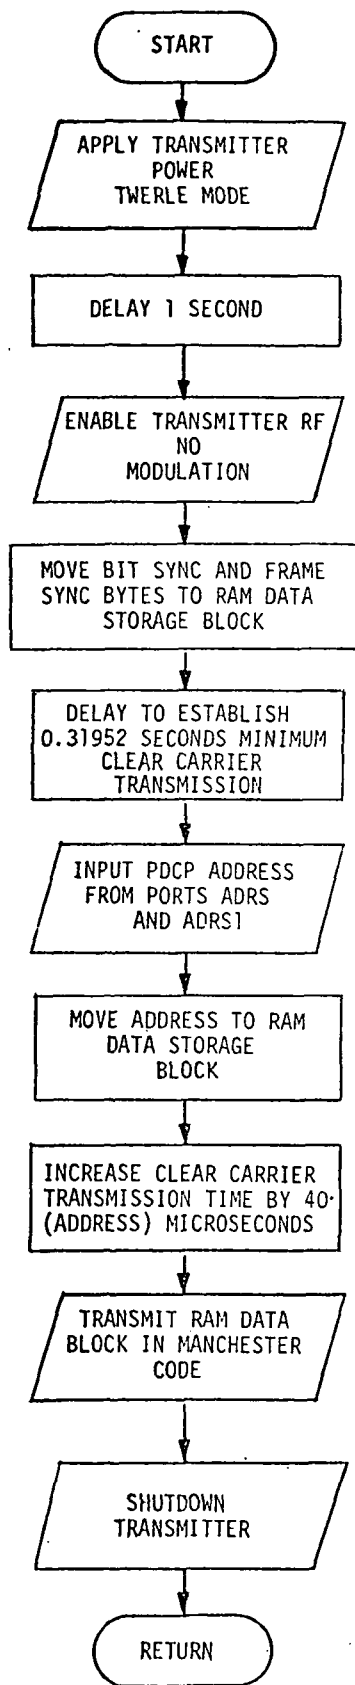 START
APPLY TRANSMITTER
POWER
TWERLE MODE
DELAY 1 SECOND
ENABLE TRANSMITTER RF
NO
MODULATION
MOVE BIT SYNC AND FRAME
SYNC BYTES TO RAM DATA
STORAGE BLOCK
DELAY TO ESTABLISH
0.31952 SECONDS MINIMUM
CLEAR CARRIER
TRANSMISSION
INPUT PDCP ADDRESS
FROM PORTS ADRS
AND ADRS1
MOVE ADDRESS TO RAM
DATA STORAGE
BLOCK
INCREASE CLEAR CARRIER
TRANSMISSION TIME BY 40·
(ADDRESS) MICROSECONDS
TRANSMIT RAM DATA
BLOCK IN MANCHESTER
CODE
SHUTDOWN
TRANSMITTER
RETURN